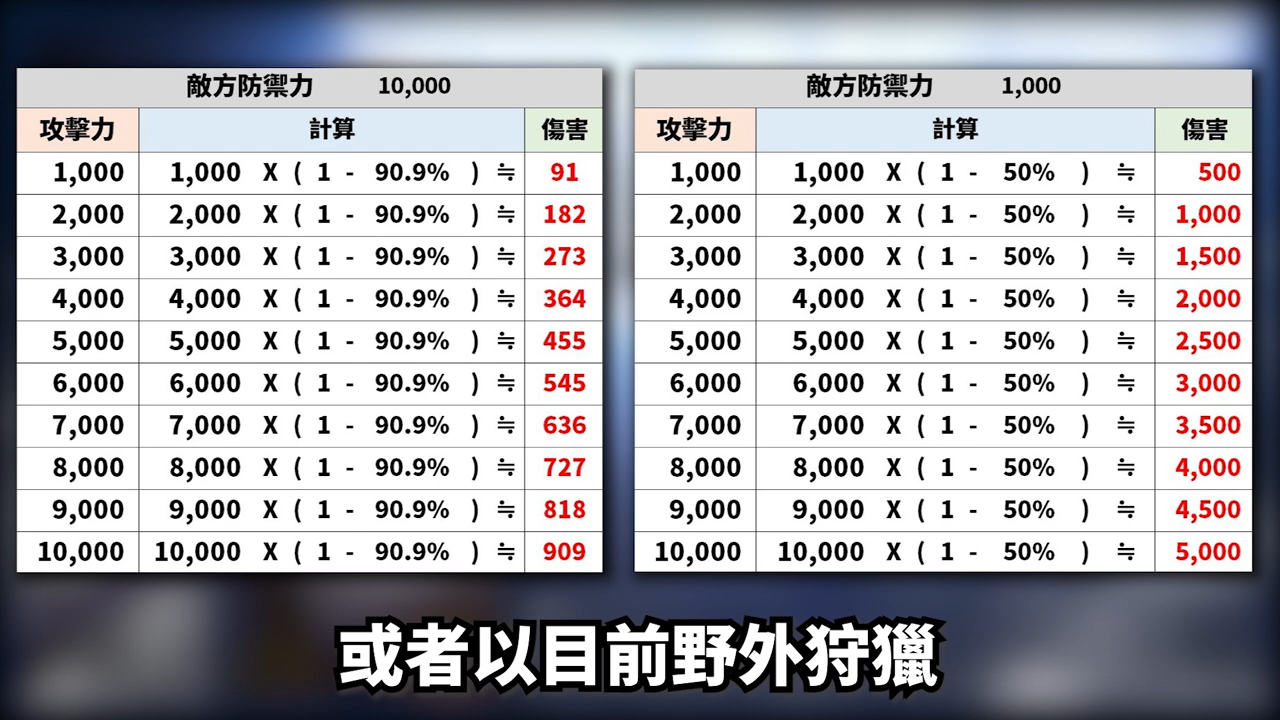 敵方防禦力 10,000
攻擊力 計算 傷害
1,000 1,000 X ( 1 - 90.9% ) ≒ 91
2,000 2,000 X ( 1 - 90.9% ) ≒ 182
3,000 3,000 X ( 1 - 90.9% ) ≒ 273
4,000 4,000 X ( 1 - 90.9% ) ≒ 364
5,000 5,000 X ( 1 - 90.9% ) ≒ 455
6,000 6,000 X ( 1 - 90.9% ) ≒ 545
7,000 7,000 X ( 1 - 90.9% ) ≒ 636
8,000 8,000 X ( 1 - 90.9% ) ≒ 727
9,000 9,000 X ( 1 - 90.9% ) ≒ 818
10,000 10,000 X ( 1 - 90.9% ) ≒ 909
敵方防禦力 1,000
攻擊力 計算 傷害
1,000 1,000 X ( 1 - 50% ) ≒ 500
2,000 2,000 X ( 1 - 50% ) ≒ 1,000
3,000 3,000 X ( 1 - 50% ) ≒ 1,500
4,000 4,000 X ( 1 - 50% ) ≒ 2,000
5,000 5,000 X ( 1 - 50% ) ≒ 2,500
6,000 6,000 X ( 1 - 50% ) ≒ 3,000
7,000 7,000 X ( 1 - 50% ) ≒ 3,500
8,000 8,000 X ( 1 - 50% ) ≒ 4,000
9,000 9,000 X ( 1 - 50% ) ≒ 4,500
10,000 10,000 X ( 1 - 50% ) ≒ 5,000
或者以目前野外狩獵